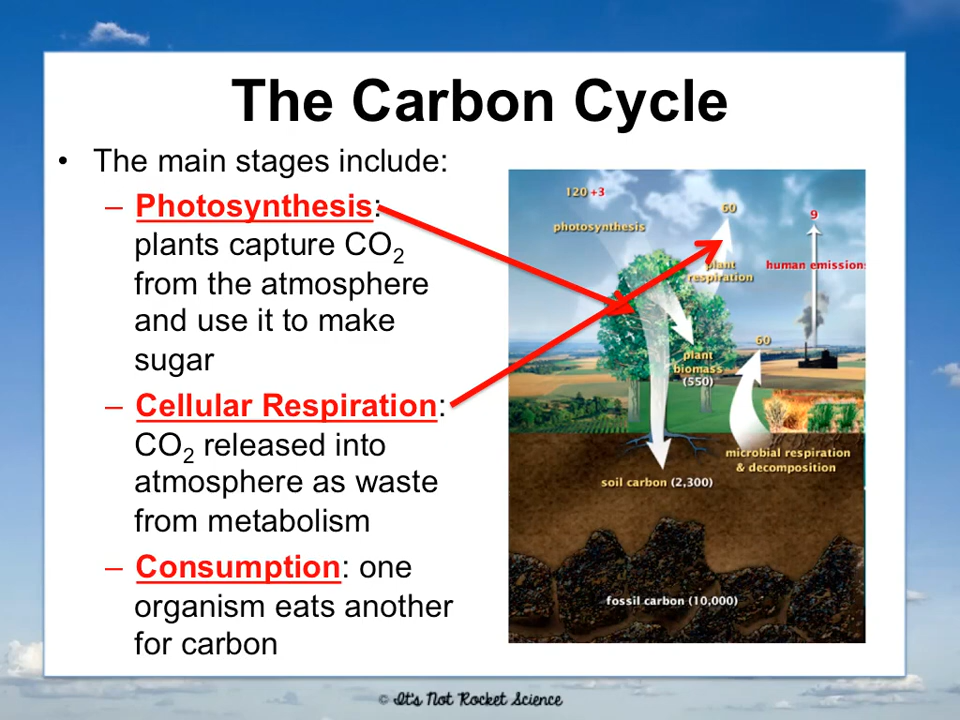 The Carbon Cycle
• The main stages include:
– Photosynthesis:
plants capture CO₂
from the atmosphere
and use it to make
sugar
– Cellular Respiration:
CO₂ released into
atmosphere as waste
from metabolism
– Consumption: one
organism eats another
for carbon
120 +3
photosynthesis
60
plant
respiration
9
human emissions
60
plant
biomass
(550)
microbial respiration
& decomposition
soil carbon (2,300)
fossil carbon (10,000)
© It's Not Rocket Science